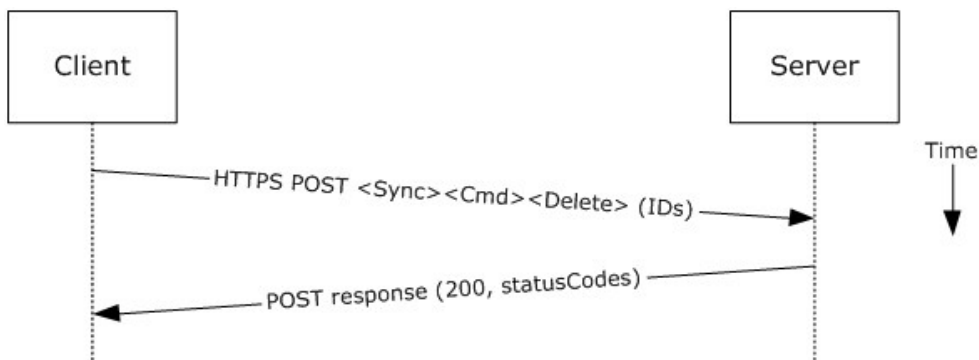 Client
Server
Time
HTTPS POST <Sync><Cmd><Delete> (IDs)
POST response (200, statusCodes)